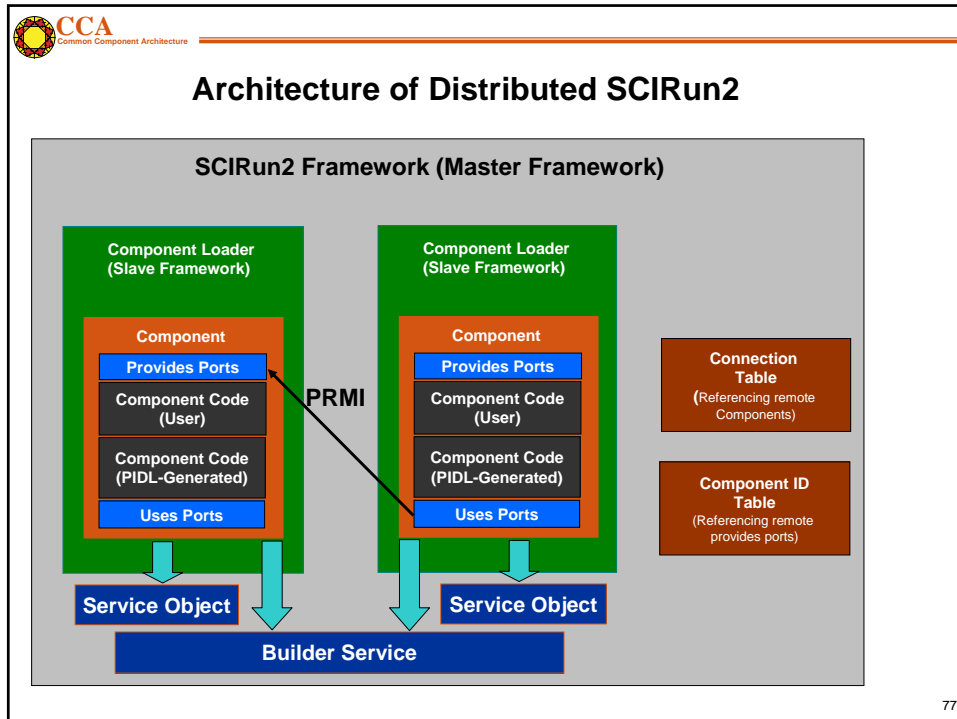 CCA
Common Component Architecture
Architecture of Distributed SCIRun2
SCIRun2 Framework (Master Framework)
Component Loader
(Slave Framework)
Component
Provides Ports
Component Code
(User)
Component Code
(PIDL-Generated)
Uses Ports
PRMI
Component Loader
(Slave Framework)
Component
Provides Ports
Component Code
(User)
Component Code
(PIDL-Generated)
Uses Ports
Connection
Table
(Referencing remote
Components)
Component ID
Table
(Referencing remote
provides ports)
Service Object
Service Object
Builder Service
77